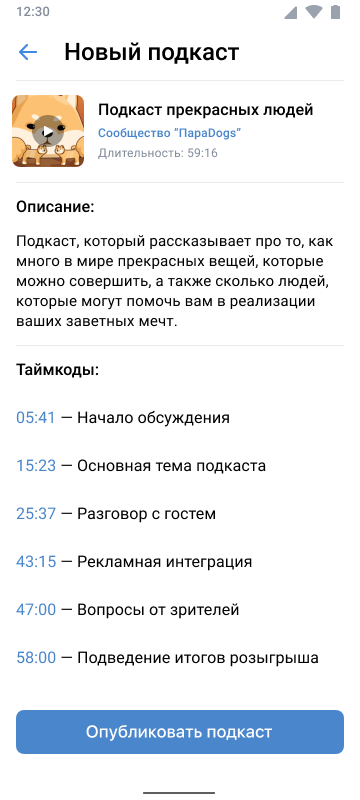 12:30
Новый подкаст
Подкаст прекрасных людей
Сообщество “ПараDogs”
Длительность: 59:16
Описание:
Подкаст, который рассказывает про то, как
много в мире прекрасных вещей, которые
можно совершить, а также сколько людей,
которые могут помочь вам в реализации
ваших заветных мечт.
Таймкоды:
05:41 — Начало обсуждения
15:23 — Основная тема подкаста
25:37 — Разговор с гостем
43:15 — Рекламная интеграция
47:00 — Вопросы от зрителей
58:00 — Подведение итогов розыгрыша
Опубликовать подкаст